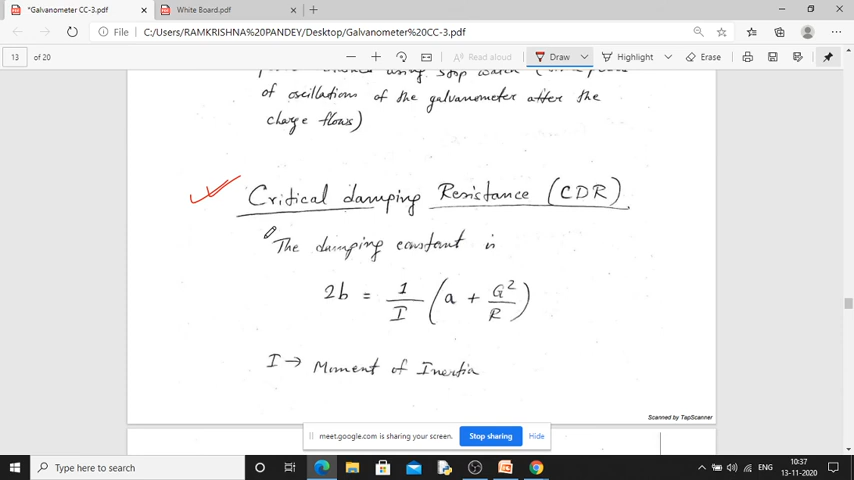 *Galvanometer CC-3.pdf
White Board.pdf
C:/Users/RAMKRISHNA%20PANDEY/Desktop/Galvanometer%20CC-3.pdf
13 of 20
Read aloud
Draw
Highlight
Erase
using stop watch
of oscillations of the galvanometer after the
charge flows)
Critical damping Resistance (CDR)
The damping constant is
2b = 1/I (a + G²/R)
I → Moment of Inertia
Scanned by TapScanner
meet.google.com is sharing your screen.
Stop sharing
Hide
Type here to search
ENG
10:37
13-11-2020